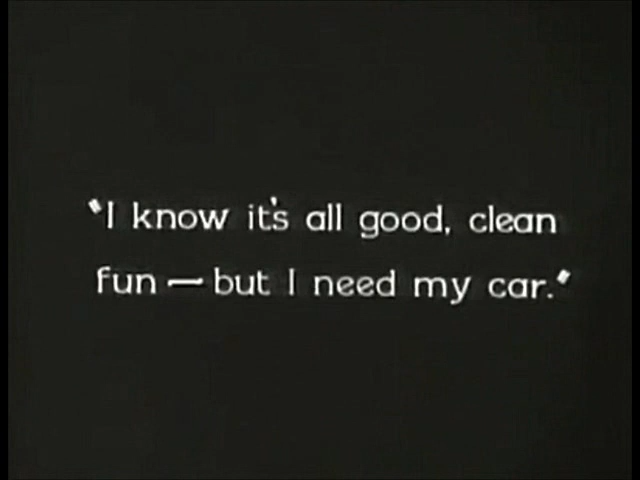 "I know it's all good, clean
fun — but I need my car."